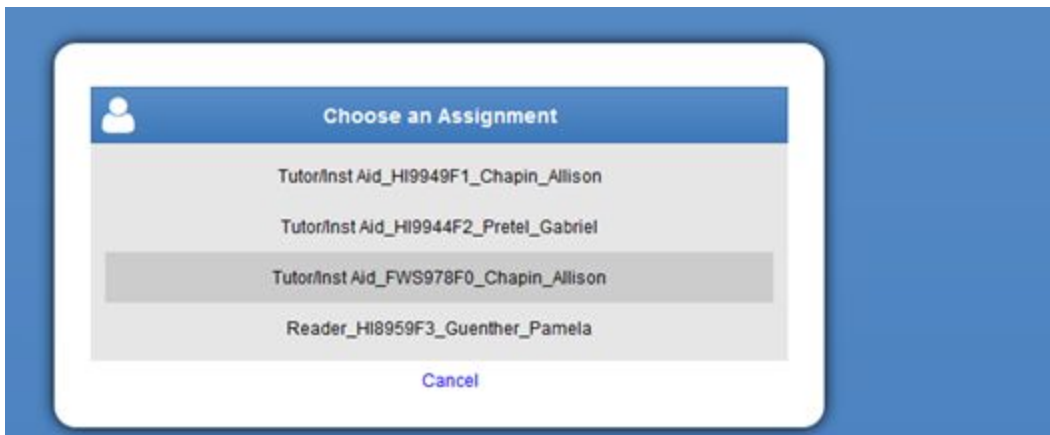 Choose an Assignment
Tutor/Inst Aid_HI9949F1_Chapin_Allison
Tutor/Inst Aid_HI9944F2_Pretel_Gabriel
Tutor/Inst Aid_FWS978F0_Chapin_Allison
Reader_HI8959F3_Guenther_Pamela
Cancel